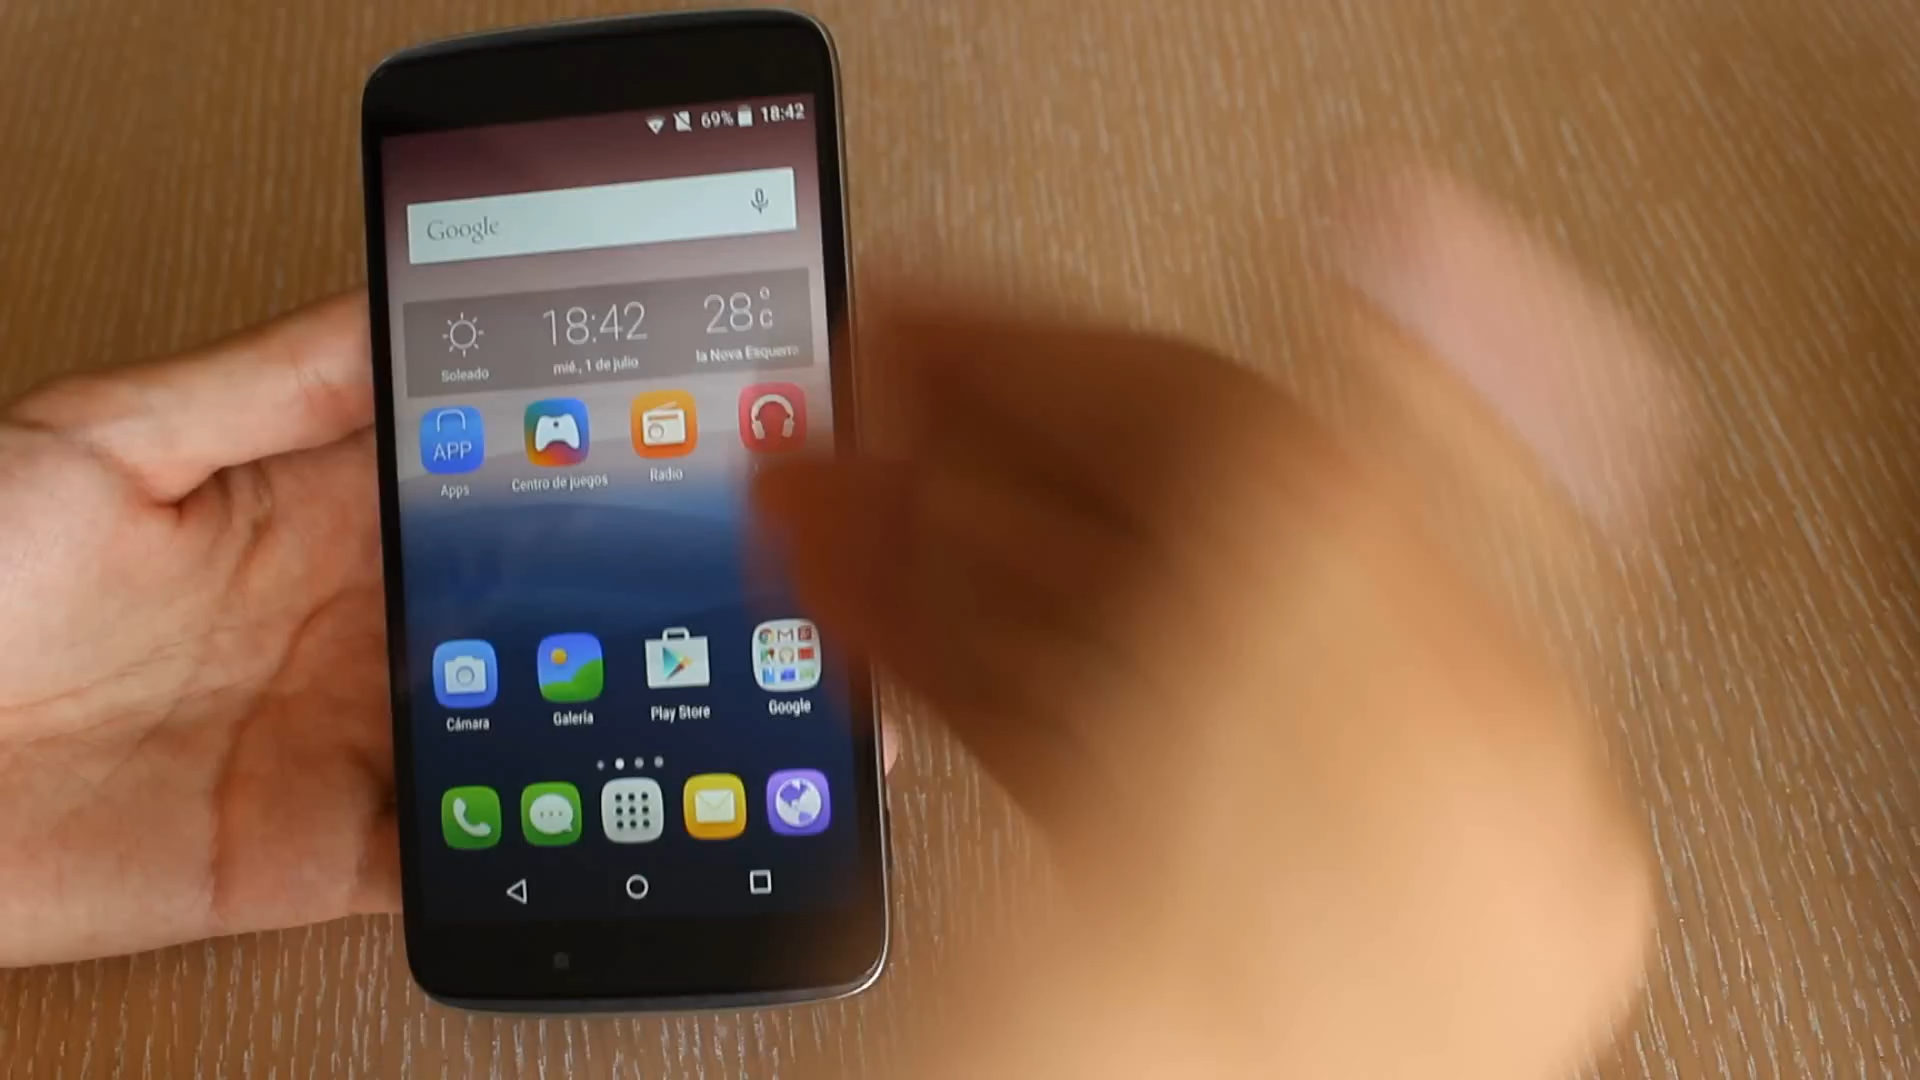 69% 18:42
Google
18:42
28°C
Soleado
mié., 1 de julio
la Nova Esquerra
APP
Apps
Centro de juegos
Radio
Cámara
Galería
Play Store
Google